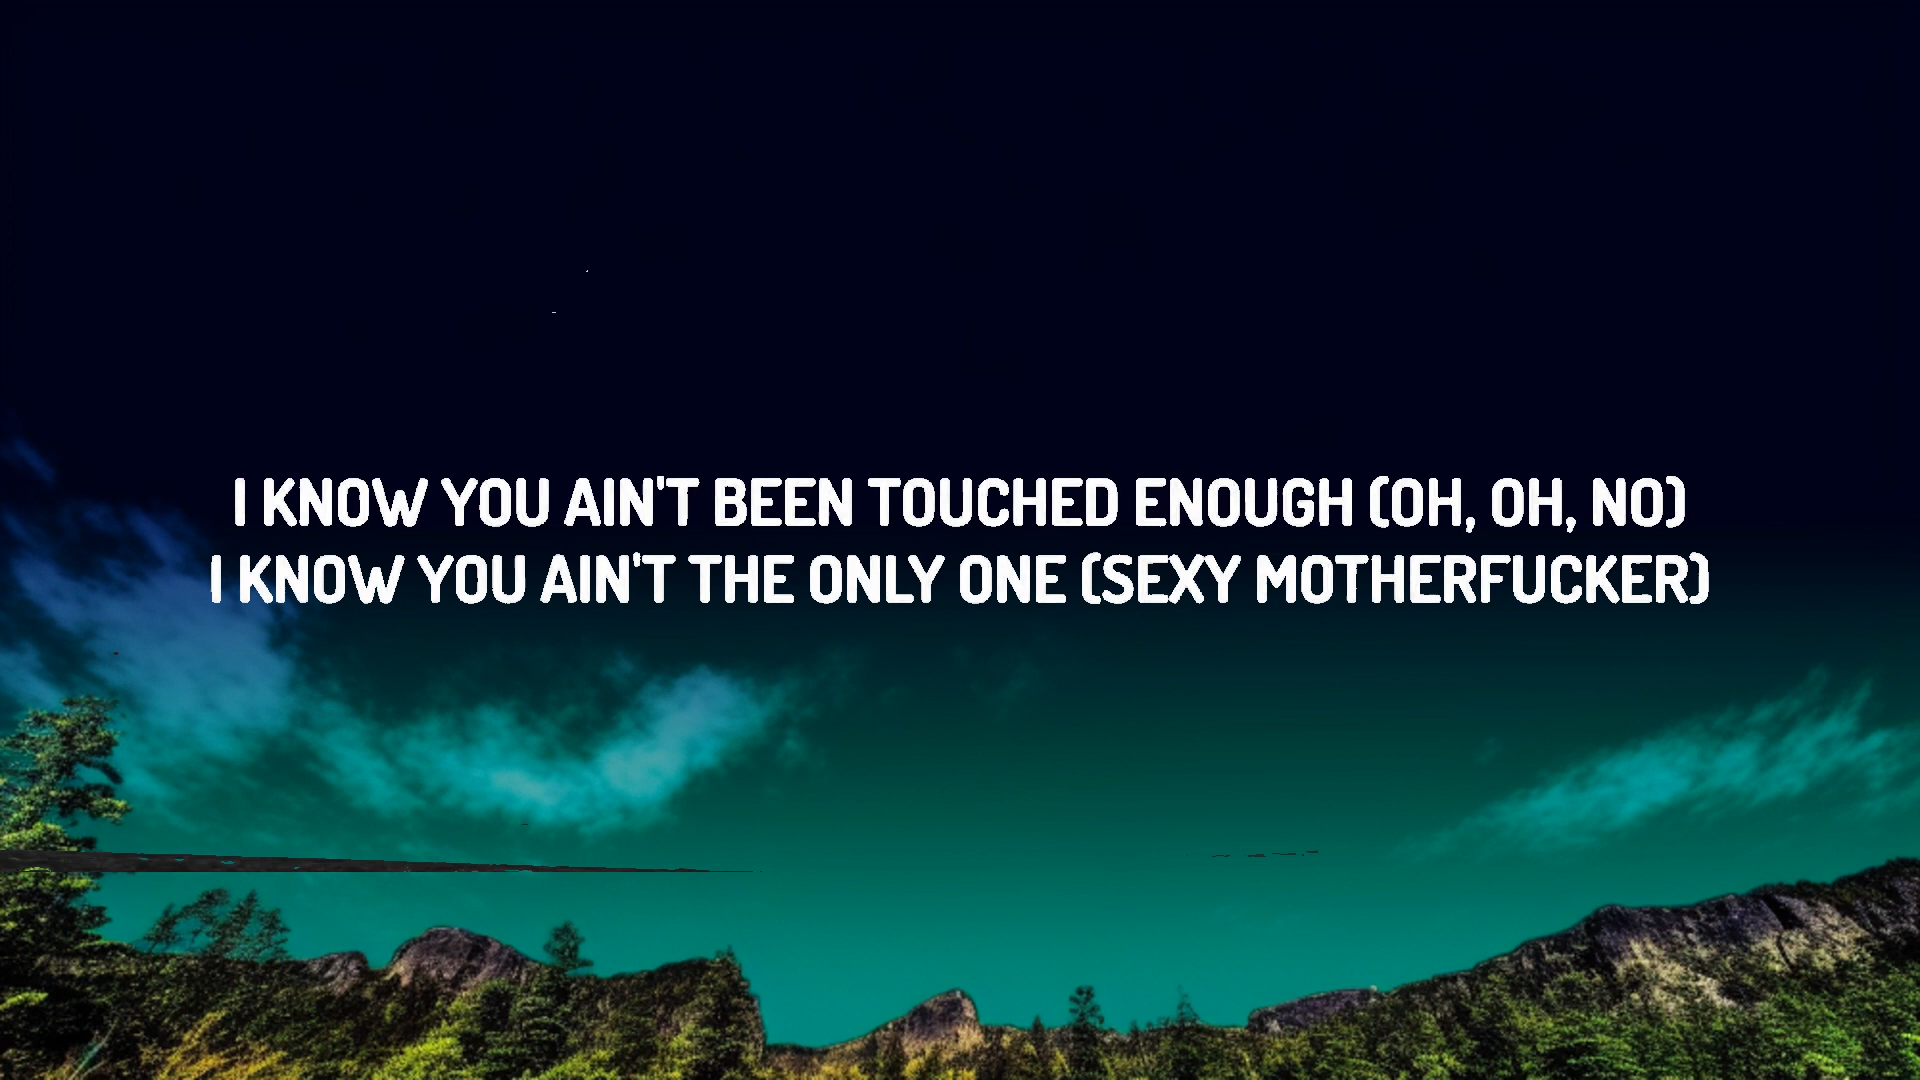 I KNOW YOU AIN'T BEEN TOUCHED ENOUGH (OH, OH, NO)
I KNOW YOU AIN'T THE ONLY ONE (SEXY MOTHERFUCKER)